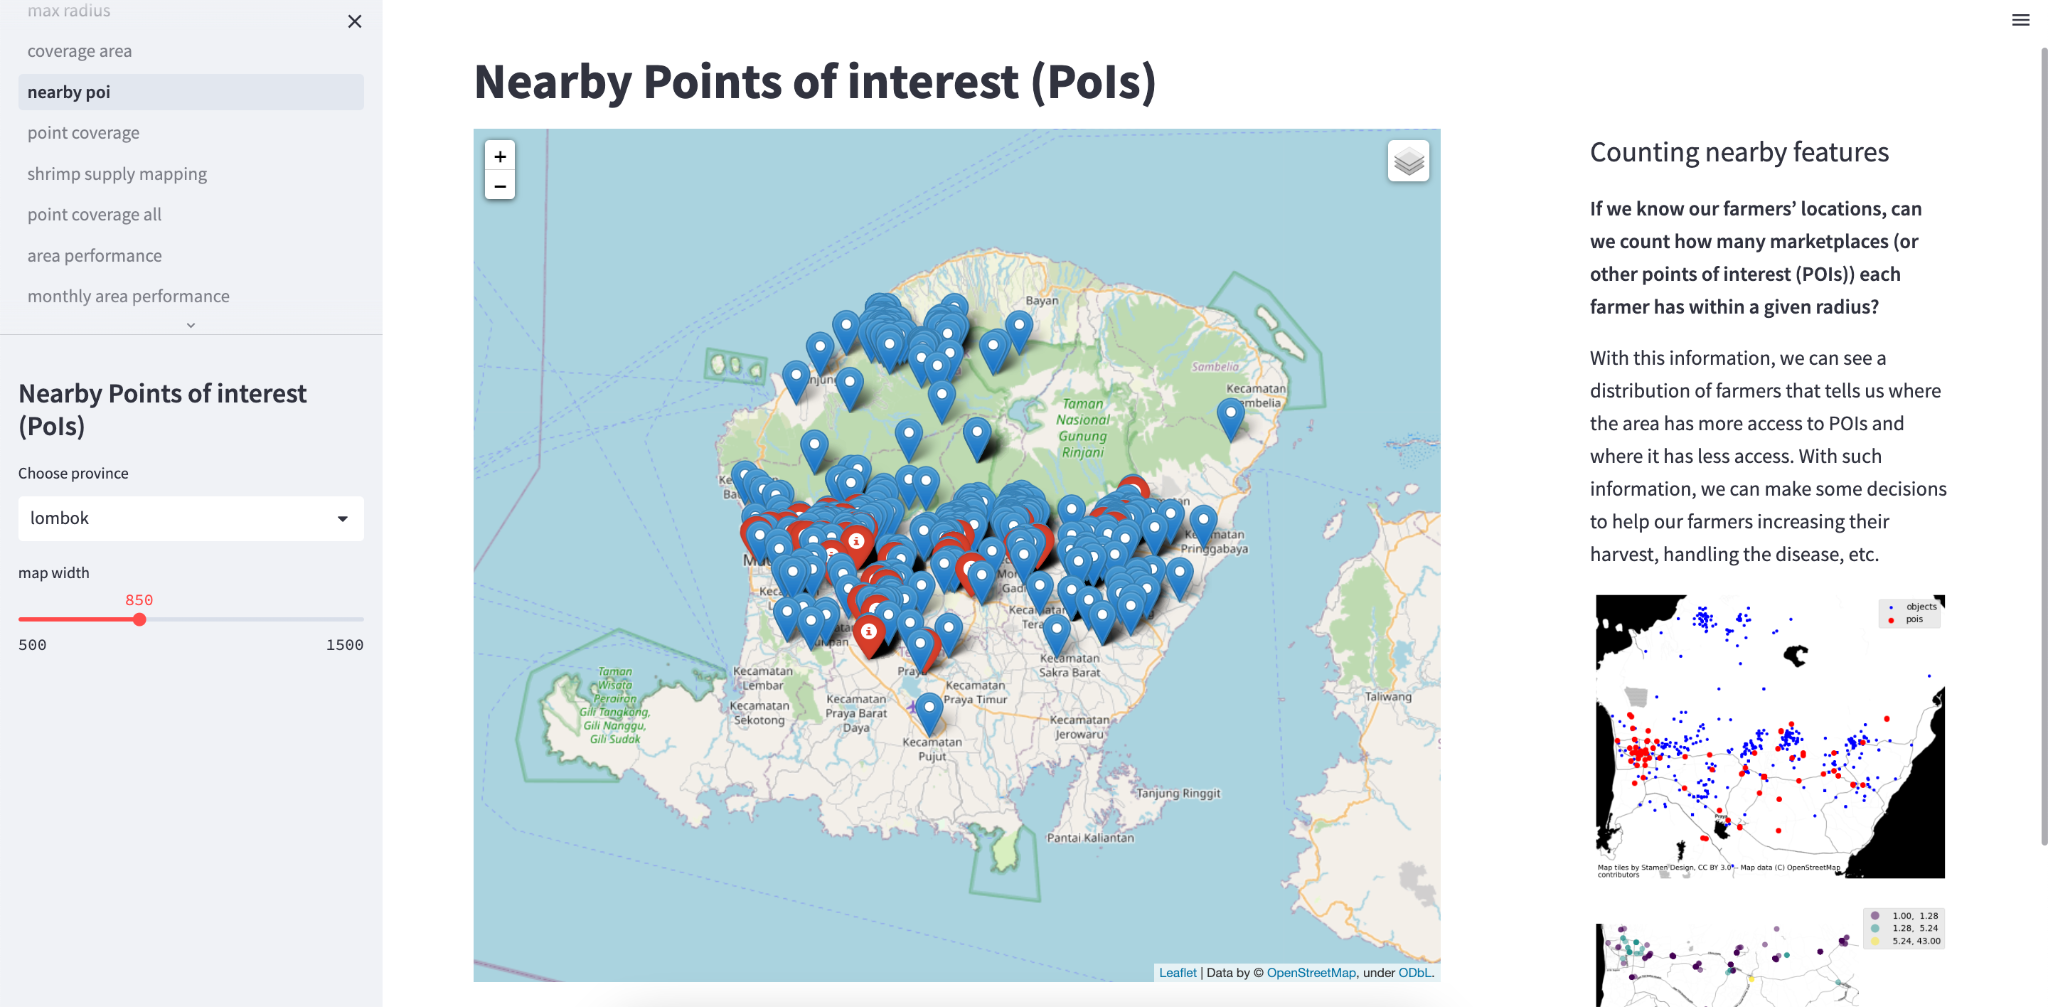 max radius
coverage area
nearby poi
point coverage
shrimp supply mapping
point coverage all
area performance
monthly area performance
Nearby Points of interest
(PoIs)
Choose province
lombok
map width
850
500
1500
Nearby Points of interest (PoIs)
+
−
Bayan
Sambelia
Kecamatan
Taman
Nasional
Gunung
Rinjani
Pringgabaya
Kecamatan
Sakra Barat
Kecamatan
Lembar
Kecamatan
Sekotong
Kecamatan
Praya Barat
Daya
Kecamatan
Praya Timur
Kecamatan
Jerowaru
Kecamatan
Pujut
Taman
Wisata
Perairan
Gili Tangkong,
Gili Nanggu,
Gili Sudak
Tanjung Ringgit
Pantai Kaliantan
Taliwang
Leaflet | Data by © OpenStreetMap, under ODbL.
Counting nearby features
If we know our farmers’ locations, can
we count how many marketplaces (or
other points of interest (POIs)) each
farmer has within a given radius?
With this information, we can see a
distribution of farmers that tells us where
the area has more access to POIs and
where it has less access. With such
information, we can make some decisions
to help our farmers increasing their
harvest, handling the disease, etc.
objects
pois
Praya
Map tiles by Stamen Design, CC BY 3.0 -- Map data (C) OpenStreetMap
contributors
1.00, 1.28
1.28, 5.24
5.24, 43.00